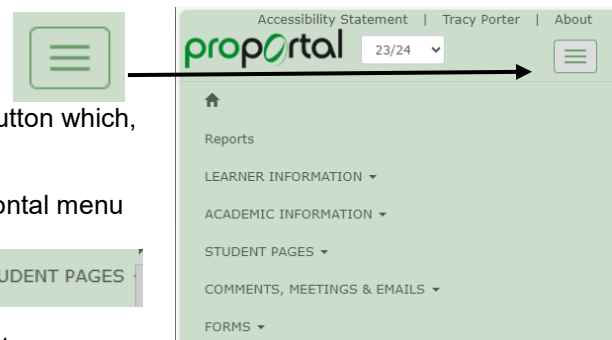 Accessibility Statement | Tracy Porter | About
proportal 23/24
utton which,
Reports
LEARNER INFORMATION
ontal menu
ACADEMIC INFORMATION
STUDENT PAGES
UDENT PAGES
COMMENTS, MEETINGS & EMAILS
FORMS